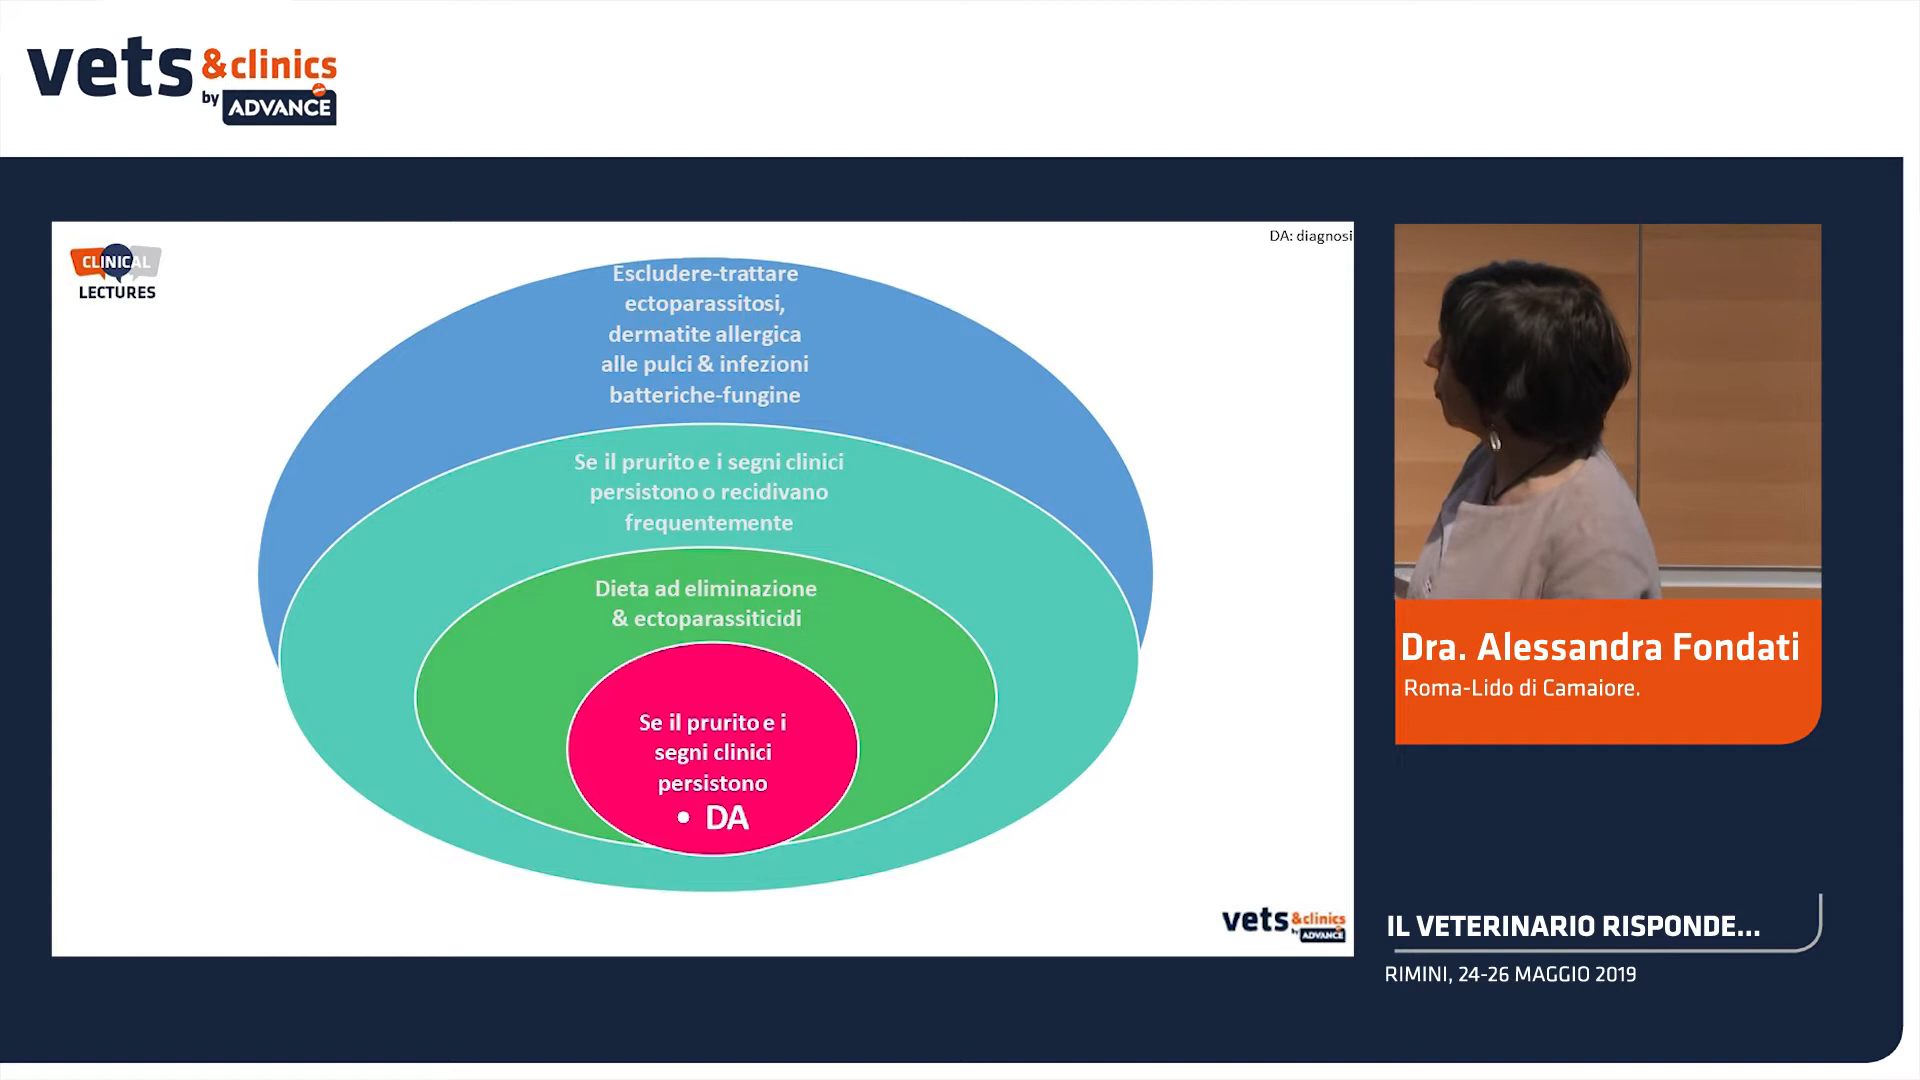 vets &clinics
by ADVANCE
CLINICAL
LECTURES
DA: diagnosi
Escludere-trattare
ectoparassitosi,
dermatite allergica
alle pulci & infezioni
batteriche-fungine
Se il prurito e i segni clinici
persistono o recidivano
frequentemente
Dieta ad eliminazione
& ectoparassiticidi
Se il prurito e i
segni clinici
persistono
• DA
vets &clinics
by ADVANCE
Dra. Alessandra Fondati
Roma-Lido di Camaiore.
IL VETERINARIO RISPONDE...
RIMINI, 24-26 MAGGIO 2019